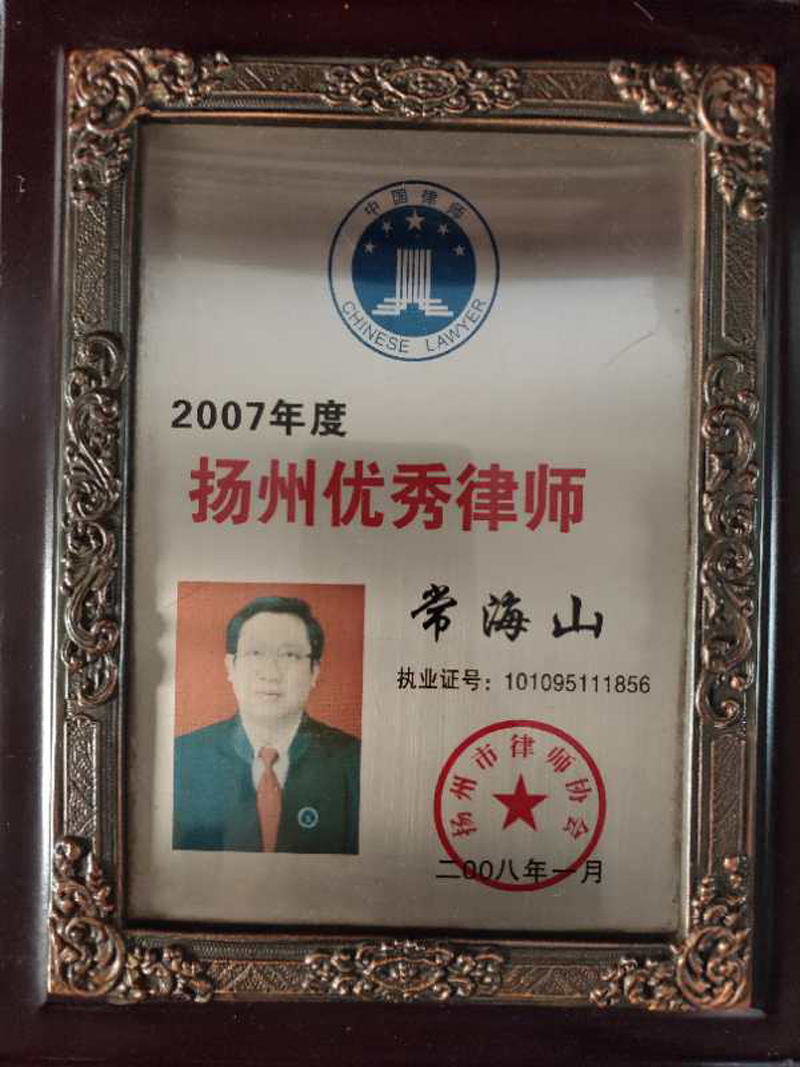 中国律师
CHINESE LAWYER
2007年度
扬州优秀律师
常海山
执业证号：101095111856
扬州市律师协会
二00八年一月